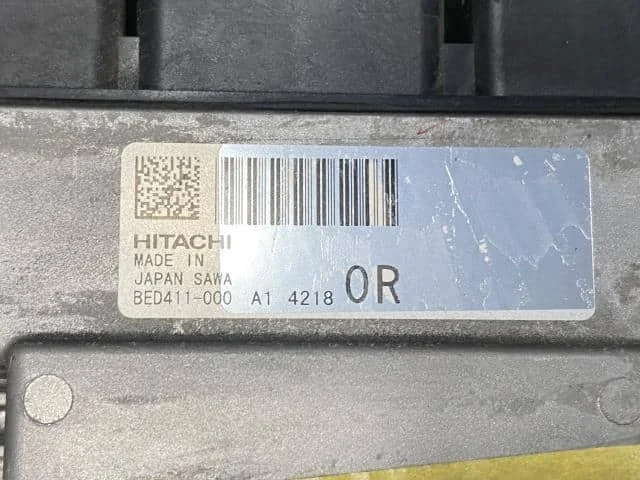 HITACHI
MADE IN
JAPAN SAWA
BED411-000 A1 4218 0R